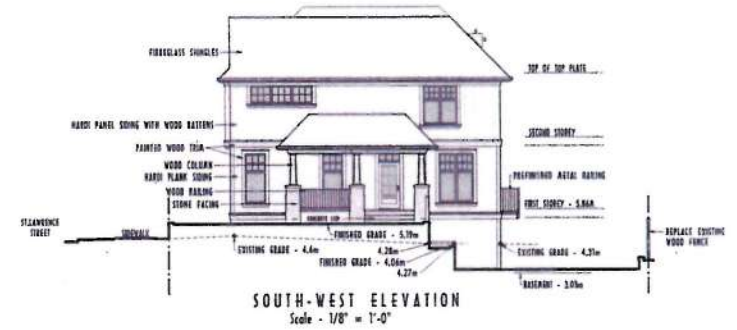 FIBREGLASS SHINGLES
TOP OF TOP PLATE
HARDI PANEL SIDING WITH WOOD BATTENS
SECOND STOREY
PAINTED WOOD TRIM
WOOD COLUMN
HARDI PLANK SIDING
PREFINISHED METAL RAILING
WOOD RAILING
STONE FACING
FIRST STOREY - 5.86M
CONCRETE STEP
ST.LAWRENCE
STREET
SIDEWALK
FINISHED GRADE - 5.19m
REPLACE EXISTING
WOOD FENCE
EXISTING GRADE - 4.6m
4.28m
EXISTING GRADE - 4.31m
FINISHED GRADE - 4.06m
4.27m
BASEMENT - 3.01m
SOUTH-WEST ELEVATION
Scale - 1/8" = 1'-0"